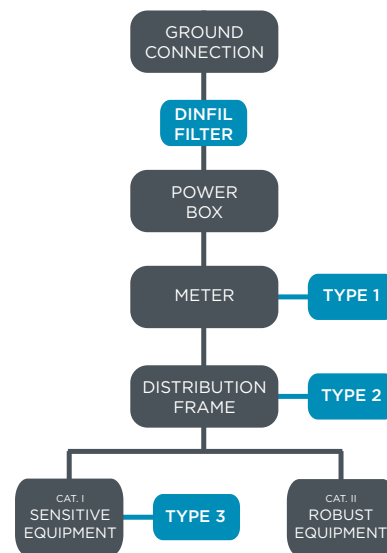 GROUND
CONNECTION
DINFIL
FILTER
POWER
BOX
METER
TYPE 1
DISTRIBUTION
FRAME
TYPE 2
CAT. I
SENSITIVE
EQUIPMENT
TYPE 3
CAT. II
ROBUST
EQUIPMENT